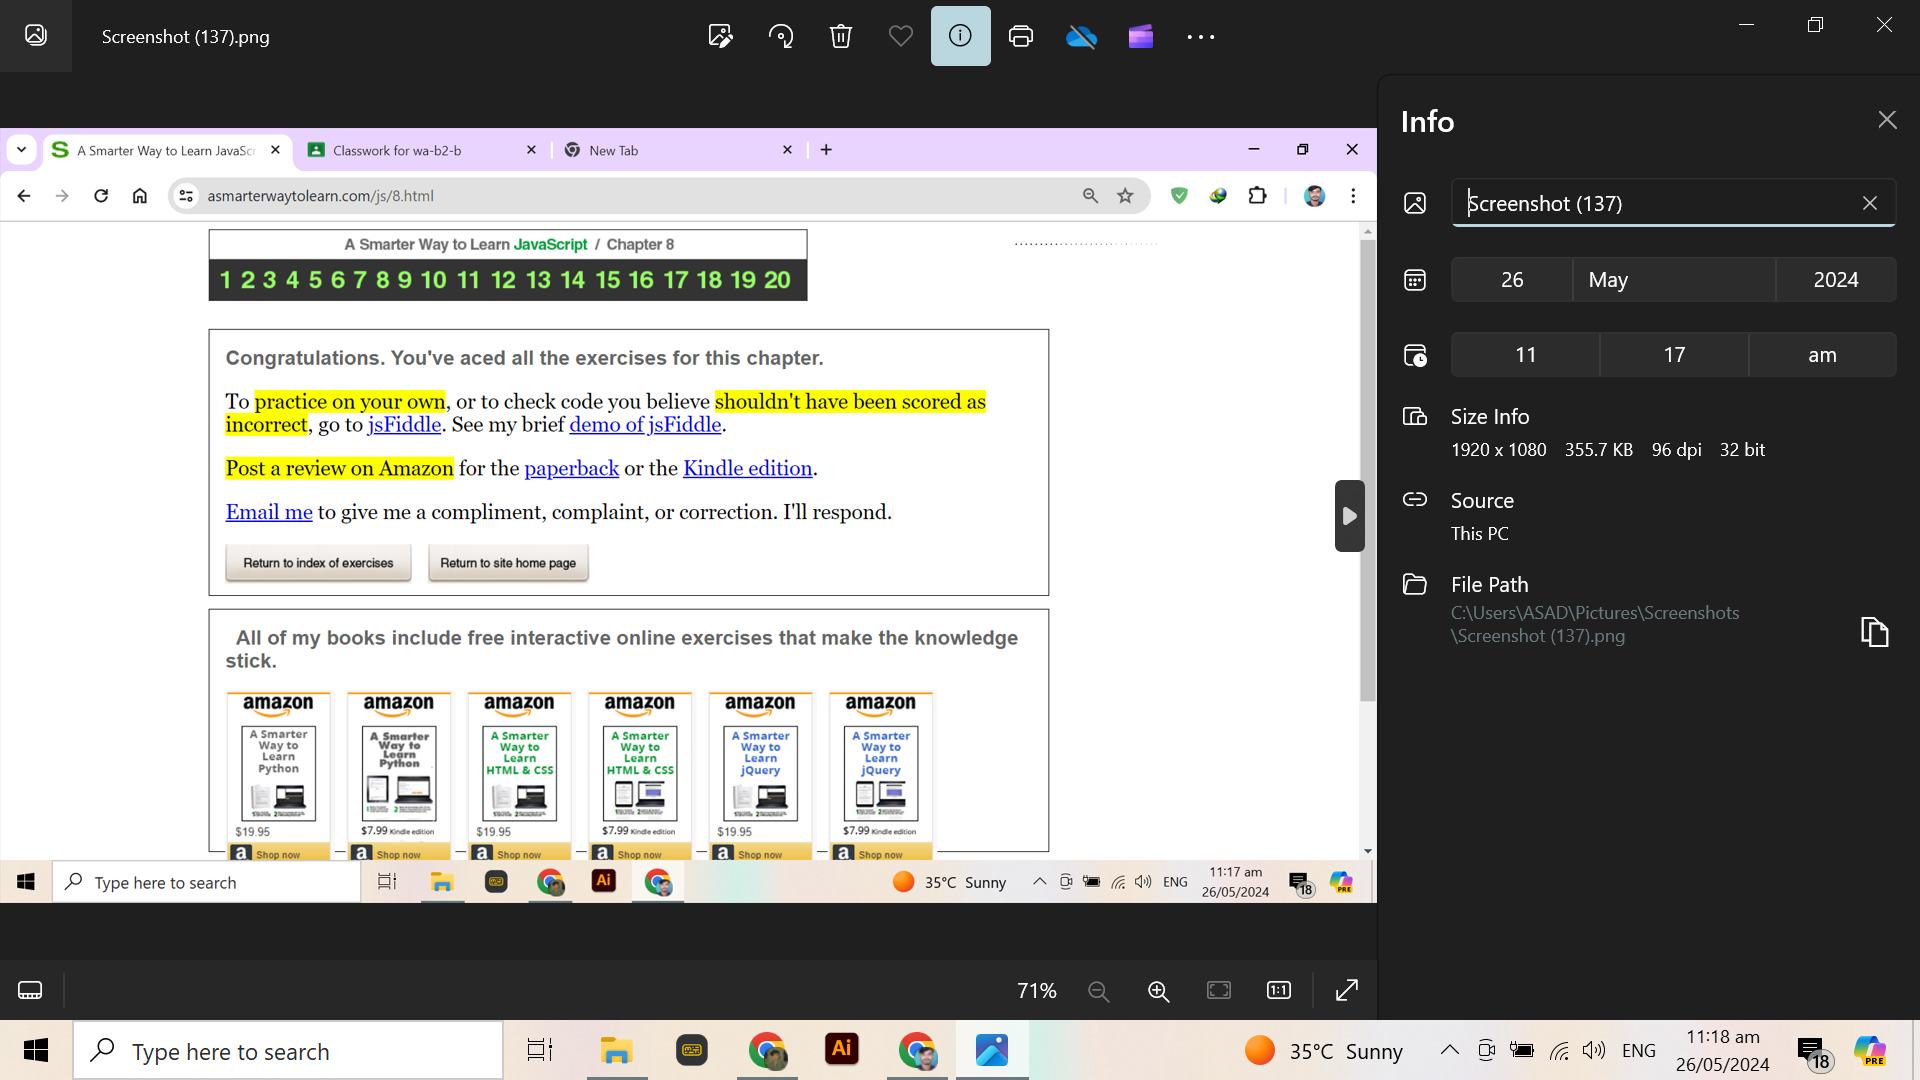 Screenshot (137).png
Info
Screenshot (137)
26 May 2024
11 17 am
Size Info
1920 x 1080 355.7 KB 96 dpi 32 bit
Source
This PC
File Path
C:\Users\ASAD\Pictures\Screenshots
\Screenshot (137).png
A Smarter Way to Learn JavaSc
Classwork for wa-b2-b
New Tab
asmarterwaytolearn.com/js/8.html
A Smarter Way to Learn JavaScript / Chapter 8
1 2 3 4 5 6 7 8 9 10 11 12 13 14 15 16 17 18 19 20
Congratulations. You've aced all the exercises for this chapter.
To practice on your own, or to check code you believe shouldn't have been scored as
incorrect, go to jsFiddle. See my brief demo of jsFiddle.
Post a review on Amazon for the paperback or the Kindle edition.
Email me to give me a compliment, complaint, or correction. I'll respond.
Return to index of exercises Return to site home page
All of my books include free interactive online exercises that make the knowledge
stick.
amazon amazon amazon amazon amazon amazon
A Smarter A Smarter A Smarter A Smarter A Smarter A Smarter
Way to Way to Way to Way to Way to Way to
Learn Learn Learn Learn Learn Learn
Python Python HTML & CSS HTML & CSS jQuery jQuery
$19.95 $7.99 Kindle edition $19.95 $7.99 Kindle edition $19.95 $7.99 Kindle edition
a Shop now a Shop now a Shop now a Shop now a Shop now a Shop now
Type here to search
Ai
35°C Sunny
ENG
11:17 am
26/05/2024
18
PRE
71%
1:1
Type here to search
Ai
35°C Sunny
ENG
11:18 am
26/05/2024
18
PRE